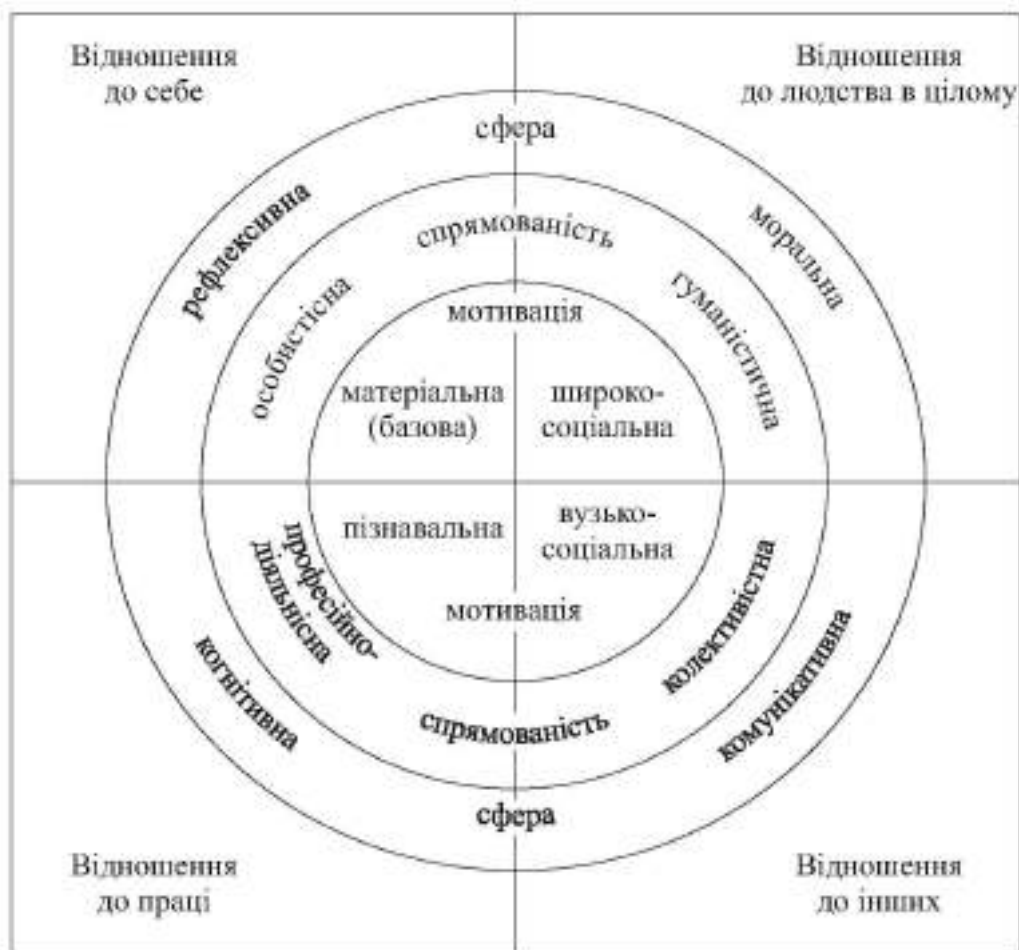 Відношення
до себе
Відношення
до людства в цілому
сфера
рефлексивна
моральна
спрямованість
особистісна
гуманістична
мотивація
матеріальна
(базова)
широко-
соціальна
пізнавальна
вузько-
соціальна
мотивація
професійно-
діяльнісна
колективістна
спрямованість
когнітивна
комунікативна
сфера
Відношення
до праці
Відношення
до інших